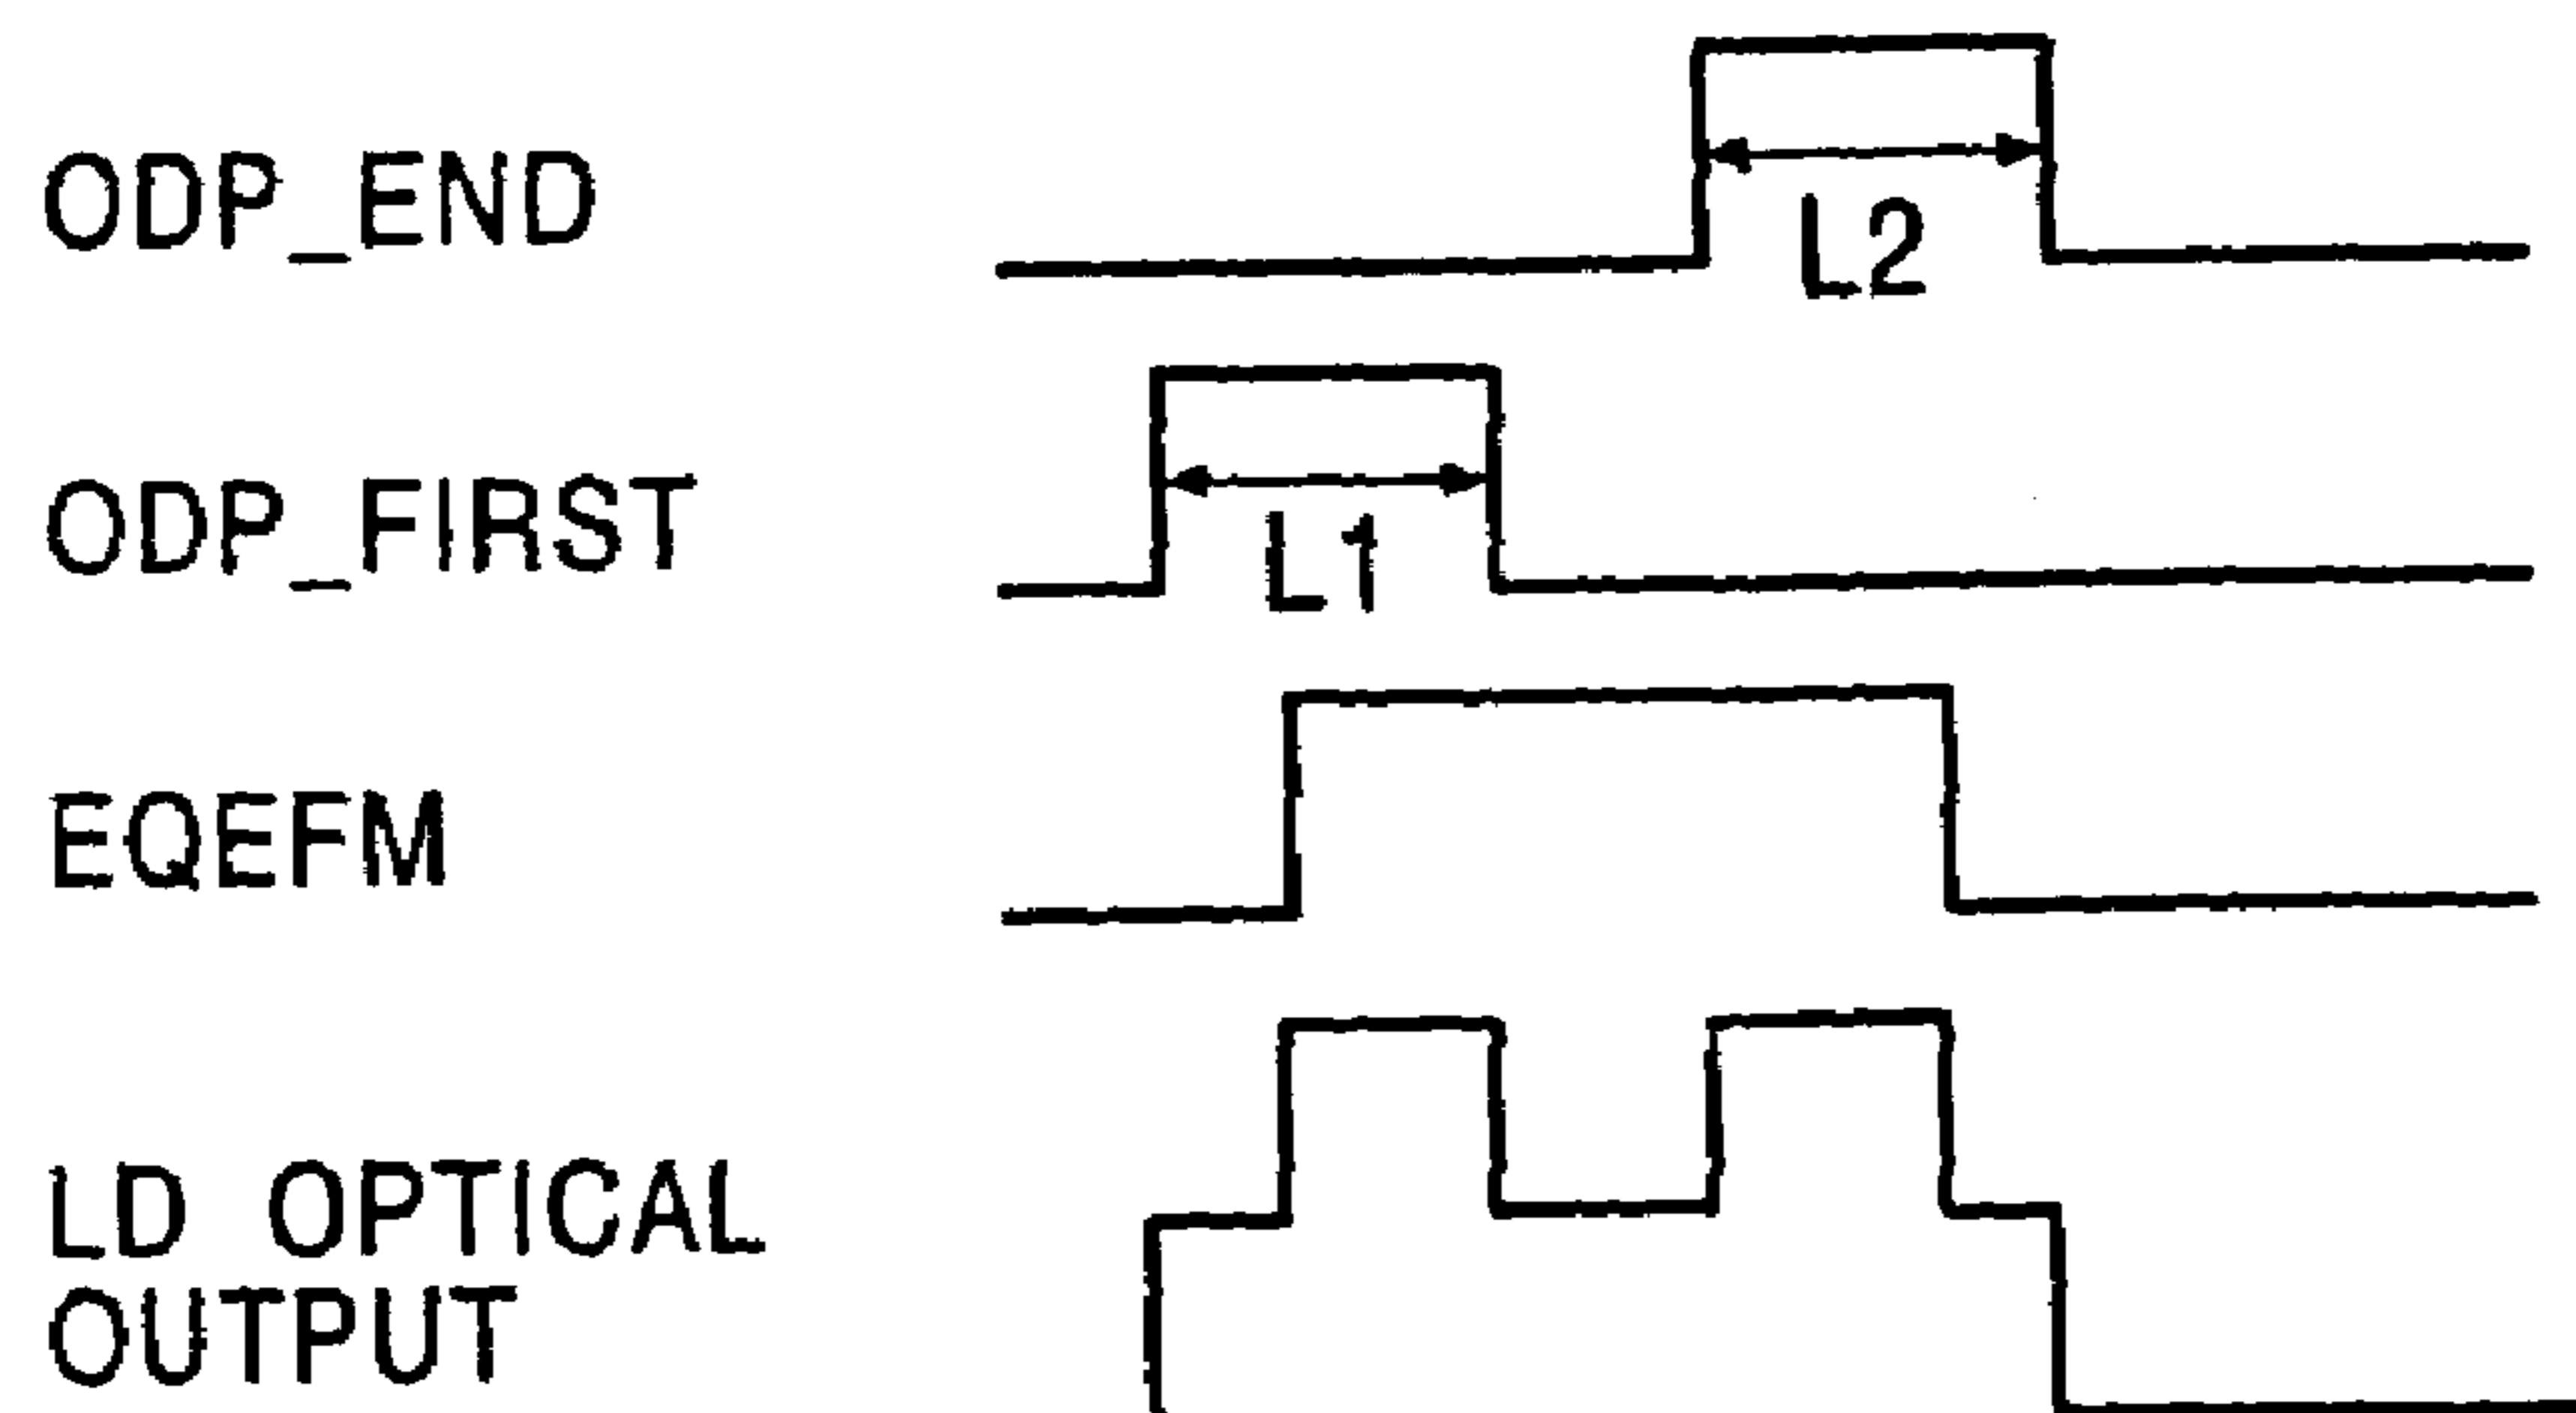 ODP_END
L2
ODP_FIRST
L1
EQEFM
LD OPTICAL
OUTPUT